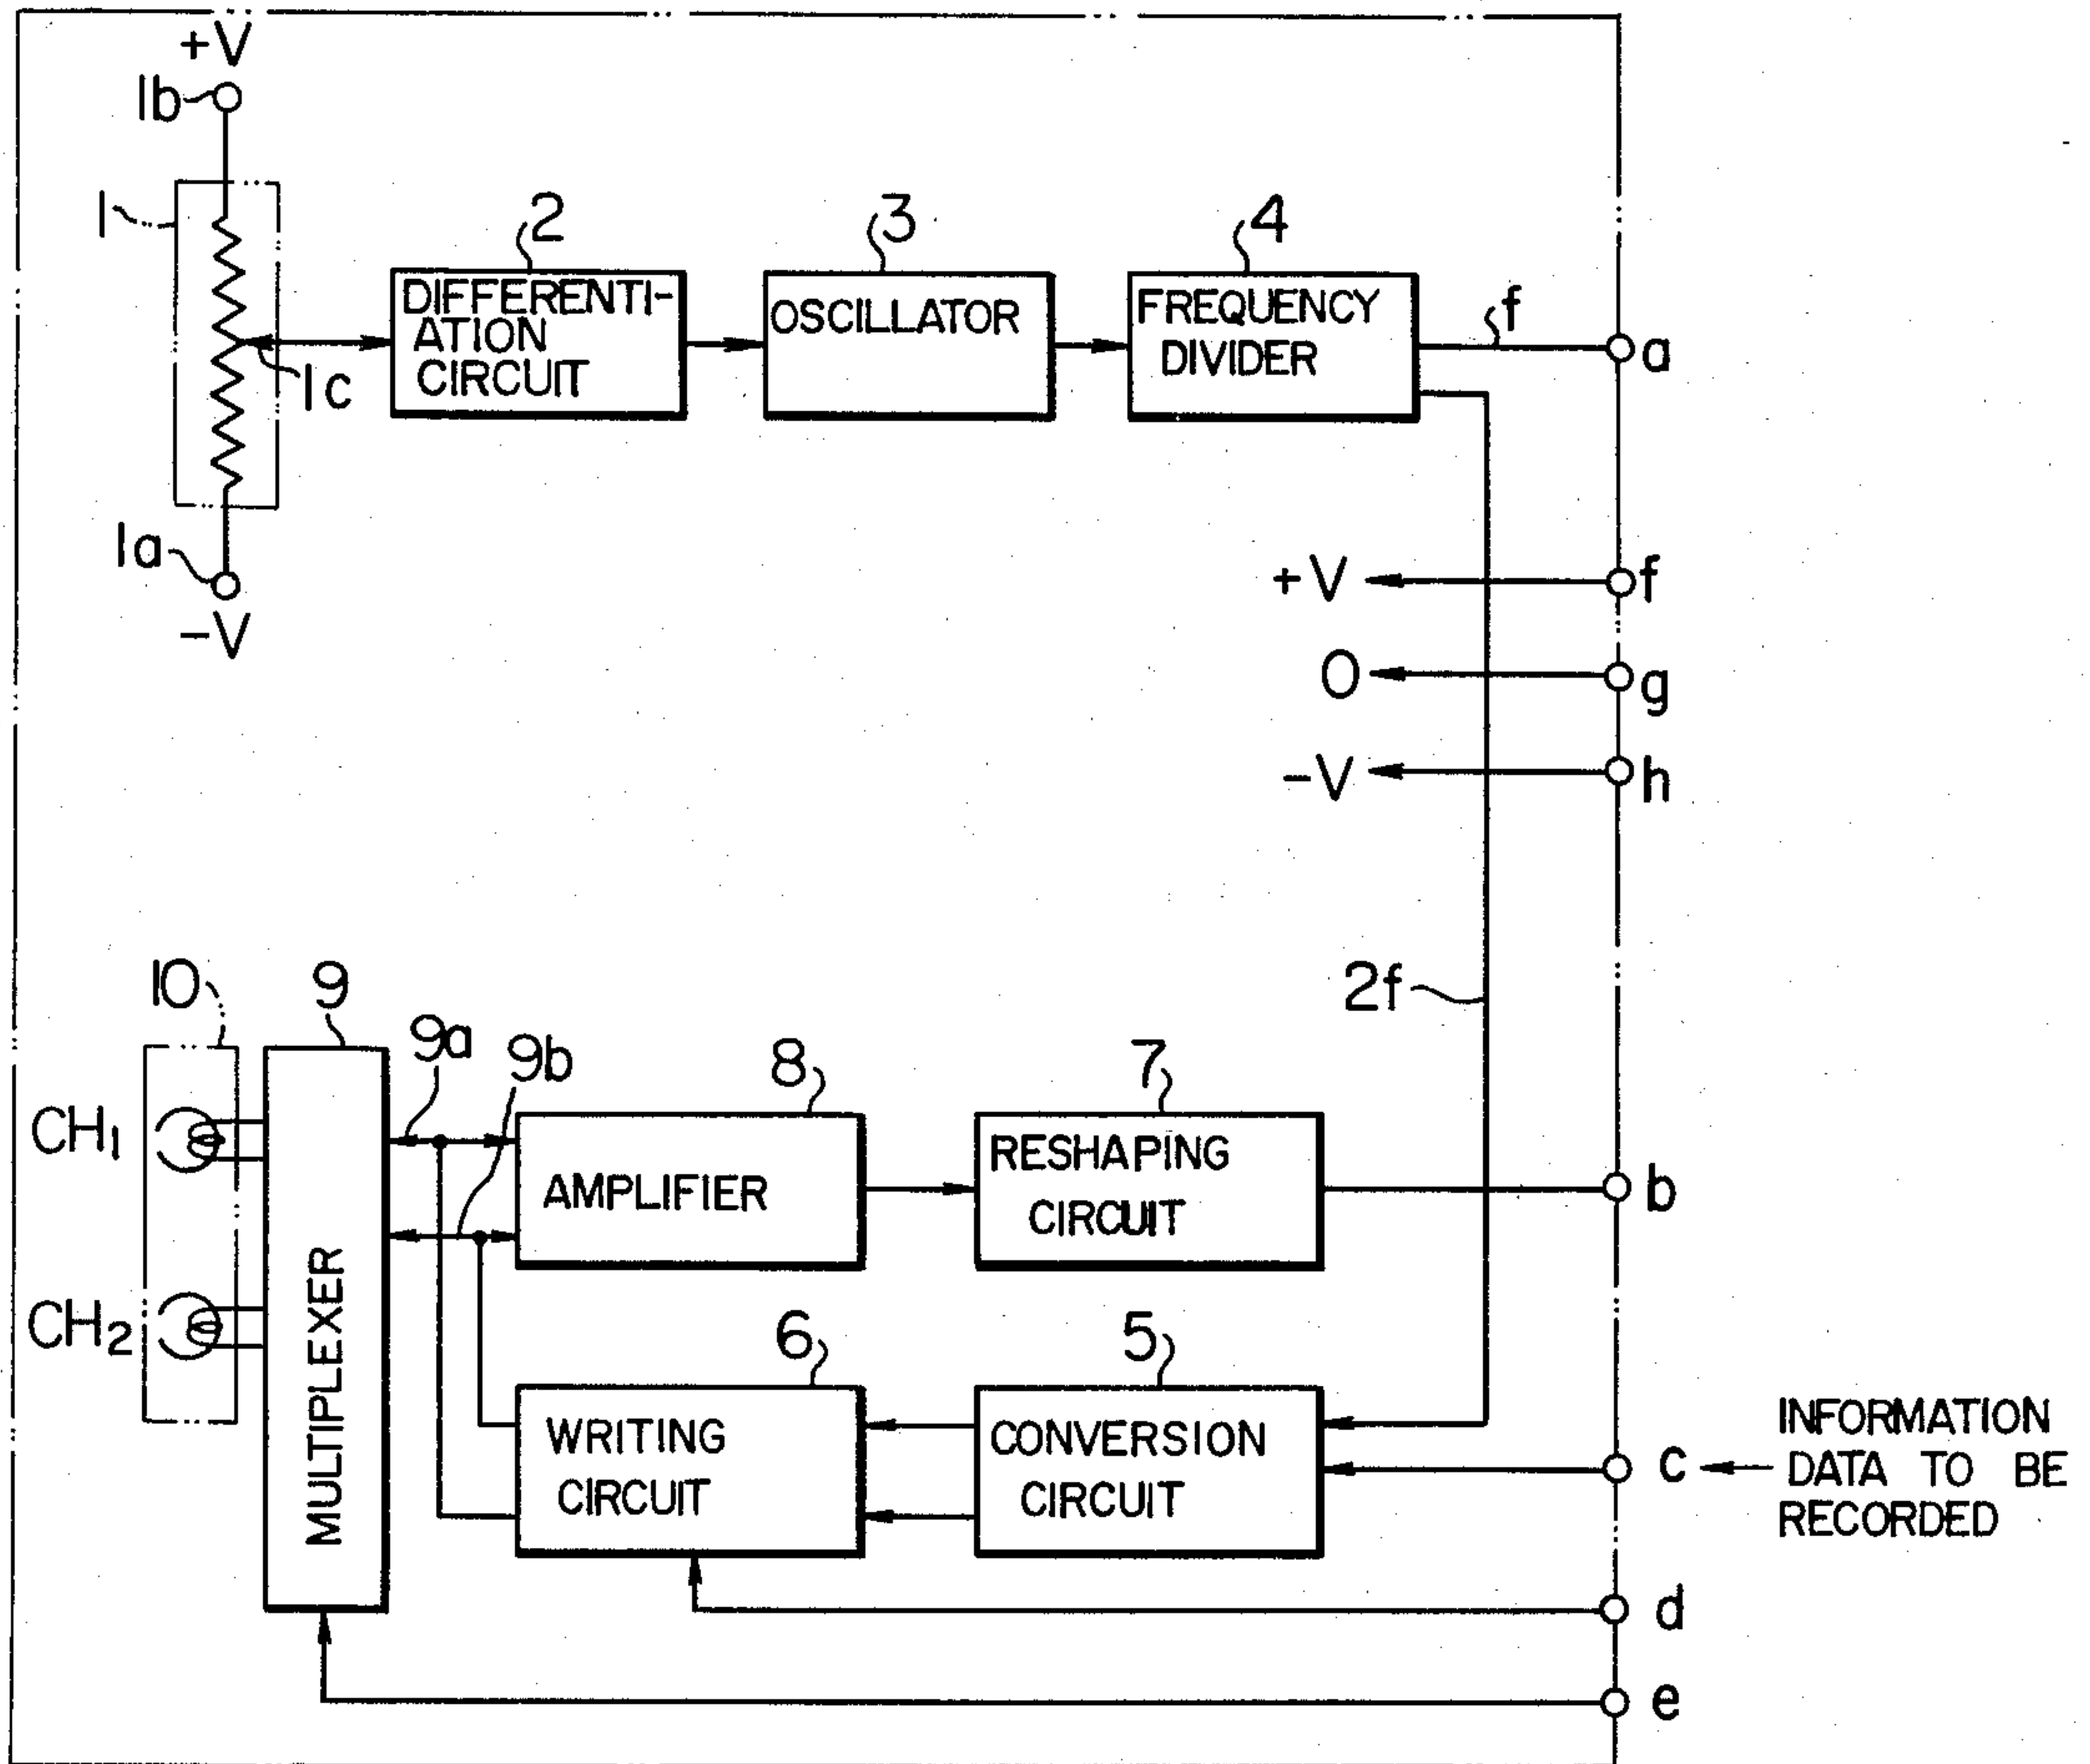 +V
1b
1
1c
1a
-V
2
DIFFERENTI-
ATION
CIRCUIT
3
OSCILLATOR
4
FREQUENCY
DIVIDER
f
a
+V
f
0
g
-V
h
2f
10
9
9a
9b
CH1
CH2
MULTIPLEXER
8
AMPLIFIER
7
RESHAPING
CIRCUIT
b
6
WRITING
CIRCUIT
5
CONVERSION
CIRCUIT
c
INFORMATION
DATA TO BE
RECORDED
d
e